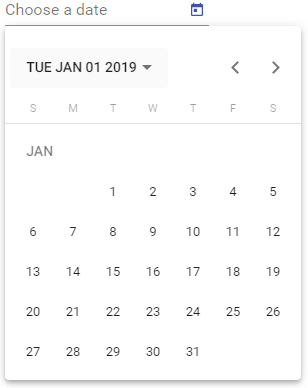 Choose a date
TUE JAN 01 2019
S M T W T F S
JAN
1 2 3 4 5
6 7 8 9 10 11 12
13 14 15 16 17 18 19
20 21 22 23 24 25 26
27 28 29 30 31